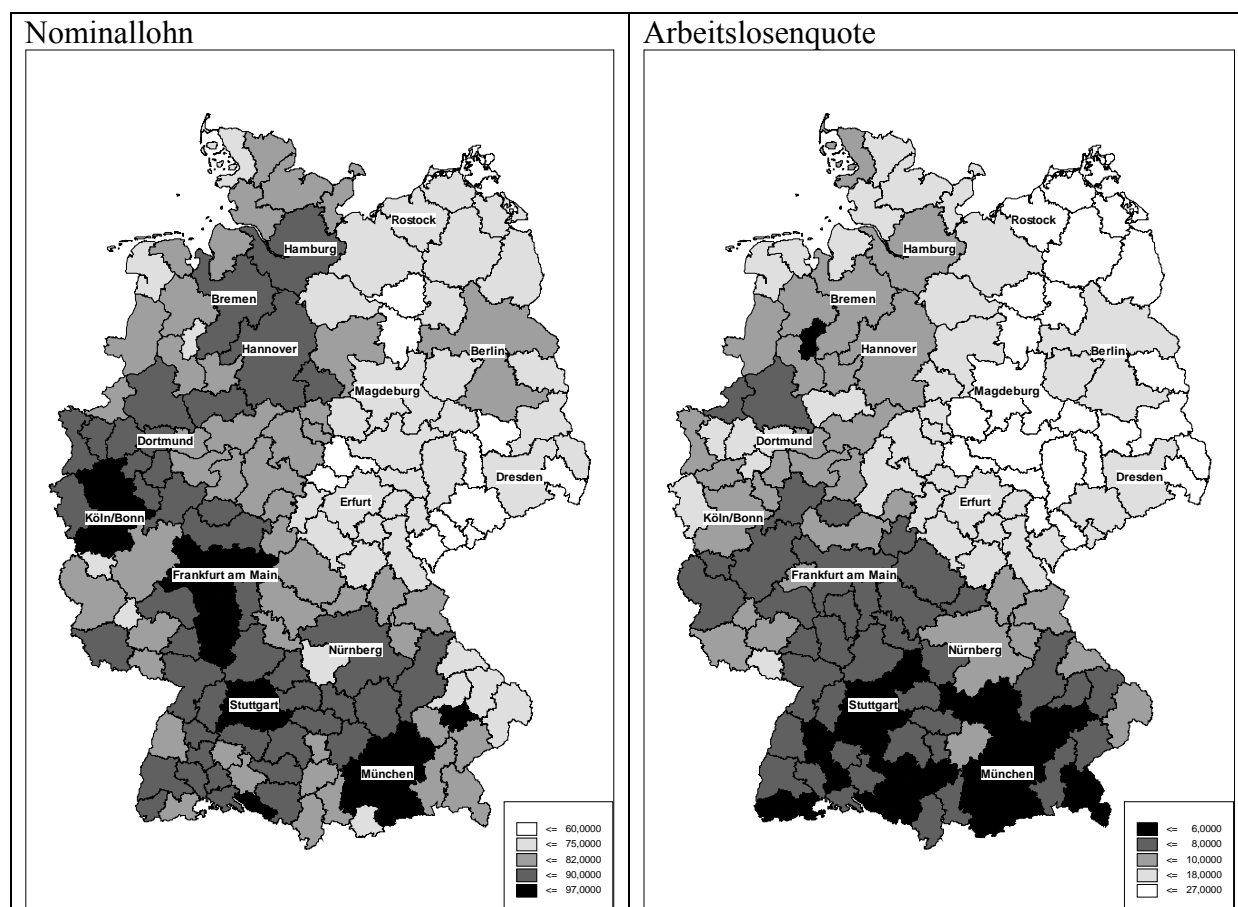 Nominallohn
Rostock
Hamburg
Bremen
Hannover
Berlin
Magdeburg
Dortmund
Dresden
Erfurt
Köln/Bonn
Frankfurt am Main
Nürnberg
Stuttgart
München
<= 60,0000
<= 75,0000
<= 82,0000
<= 90,0000
<= 97,0000
Arbeitslosenquote
Rostock
Hamburg
Bremen
Hannover
Berlin
Magdeburg
Dortmund
Dresden
Erfurt
Köln/Bonn
Frankfurt am Main
Nürnberg
Stuttgart
München
<= 6,0000
<= 8,0000
<= 10,0000
<= 18,0000
<= 27,0000